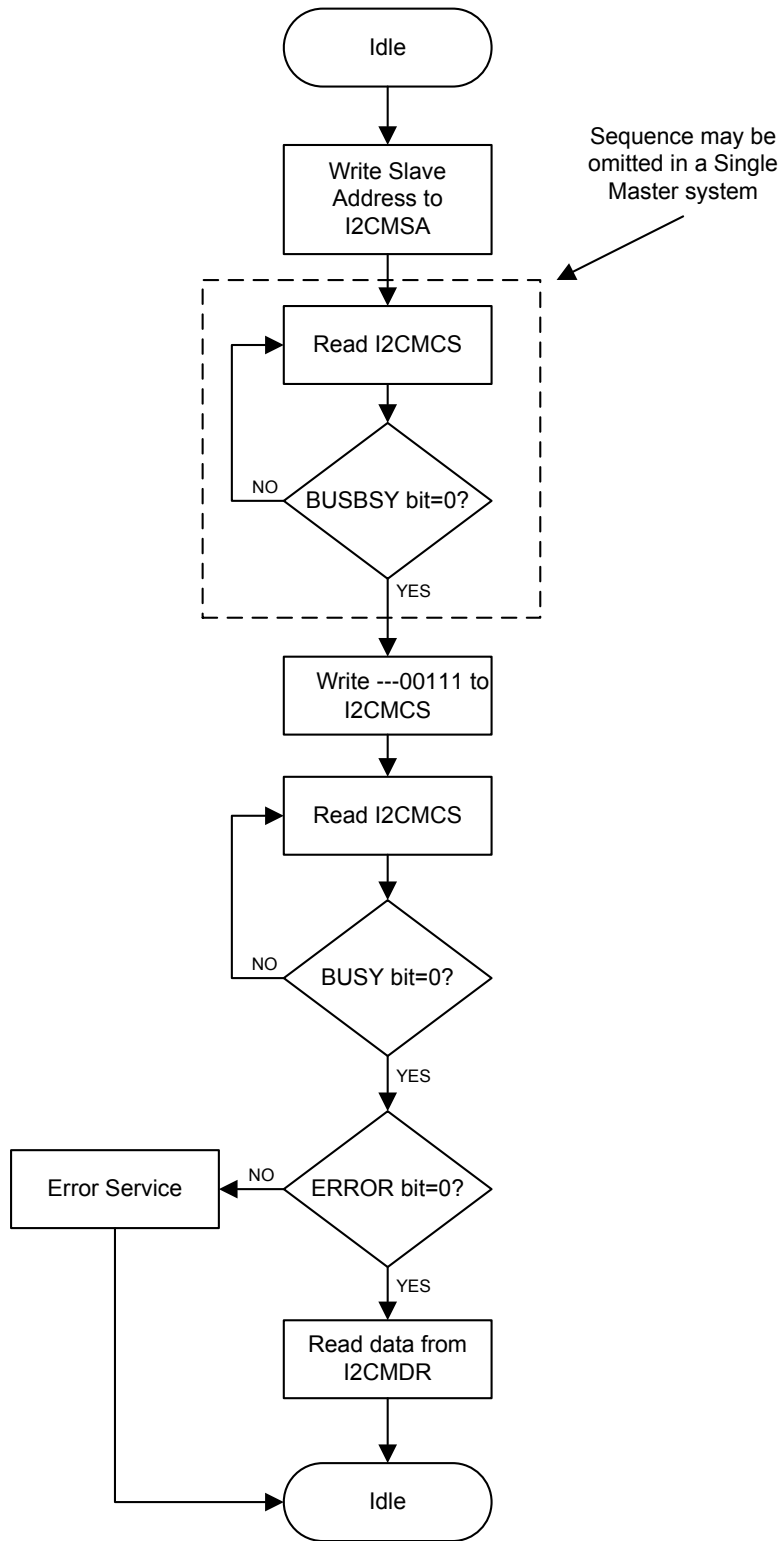 Idle
Write Slave
Address to
I2CMSA
Sequence may be
omitted in a Single
Master system
Read I2CMCS
BUSBSY bit=0?
NO
YES
Write ---00111 to
I2CMCS
Read I2CMCS
BUSY bit=0?
NO
YES
ERROR bit=0?
NO
Error Service
YES
Read data from
I2CMDR
Idle